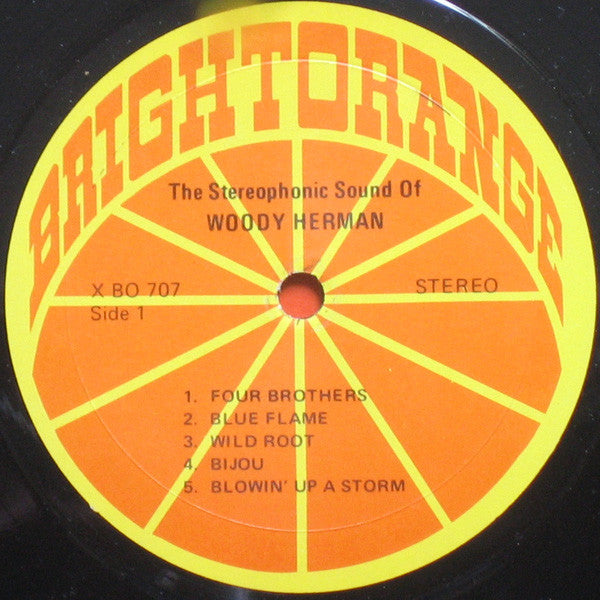 BRIGHTORANGE
The Stereophonic Sound Of
WOODY HERMAN
X BO 707
Side 1
STEREO
1. FOUR BROTHERS
2. BLUE FLAME
3. WILD ROOT
4. BIJOU
5. BLOWIN' UP A STORM